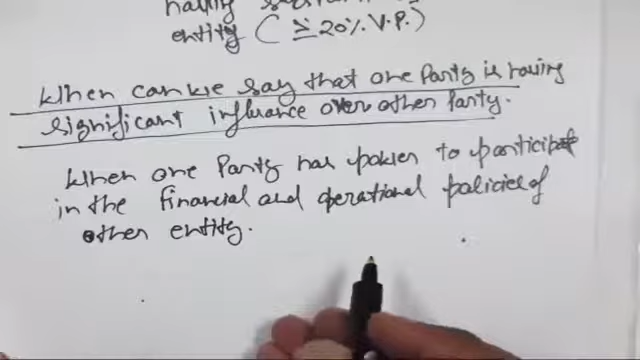 having
entity (≥20% V.P.)
When can we say that one Party is having
significant influence over other Party.
When one Party has power to participate
in the financial and operational policies of
other entity.